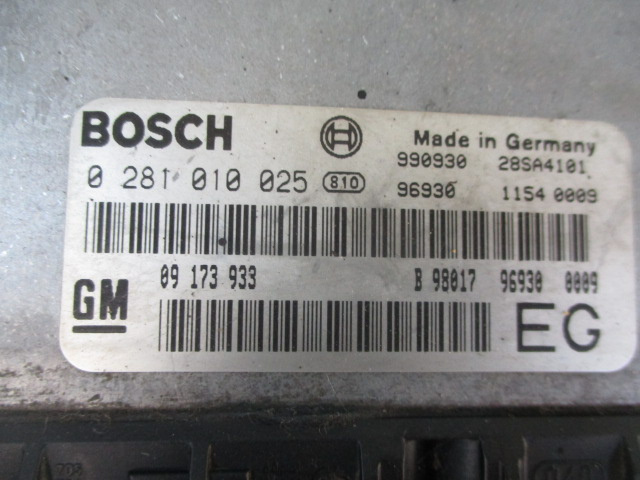 BOSCH
Made in Germany
990930 28SA4101
0 281 010 025 810 96930 1154 0009
09 173 933 B 98017 96930 0009
GM EG
705